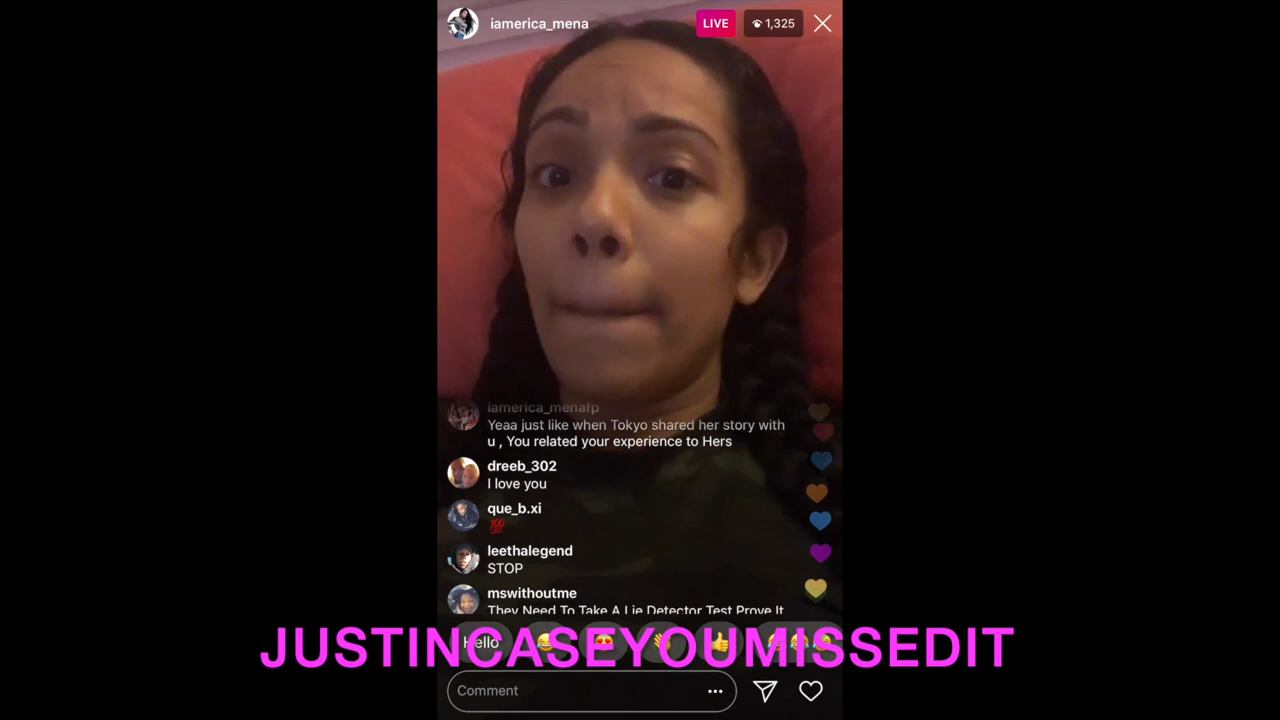 iamerica_mena LIVE 1,325
iamerica_menafp
Yeaa just like when Tokyo shared her story with
u , You related your experience to Hers
dreeb_302
I love you
que_b.xi
💯
leethalegend
STOP
mswithoutme
They Need To Take A Lie Detector Test Prove It
Hello
JUSTINCASEYOUMISSEDIT
Comment